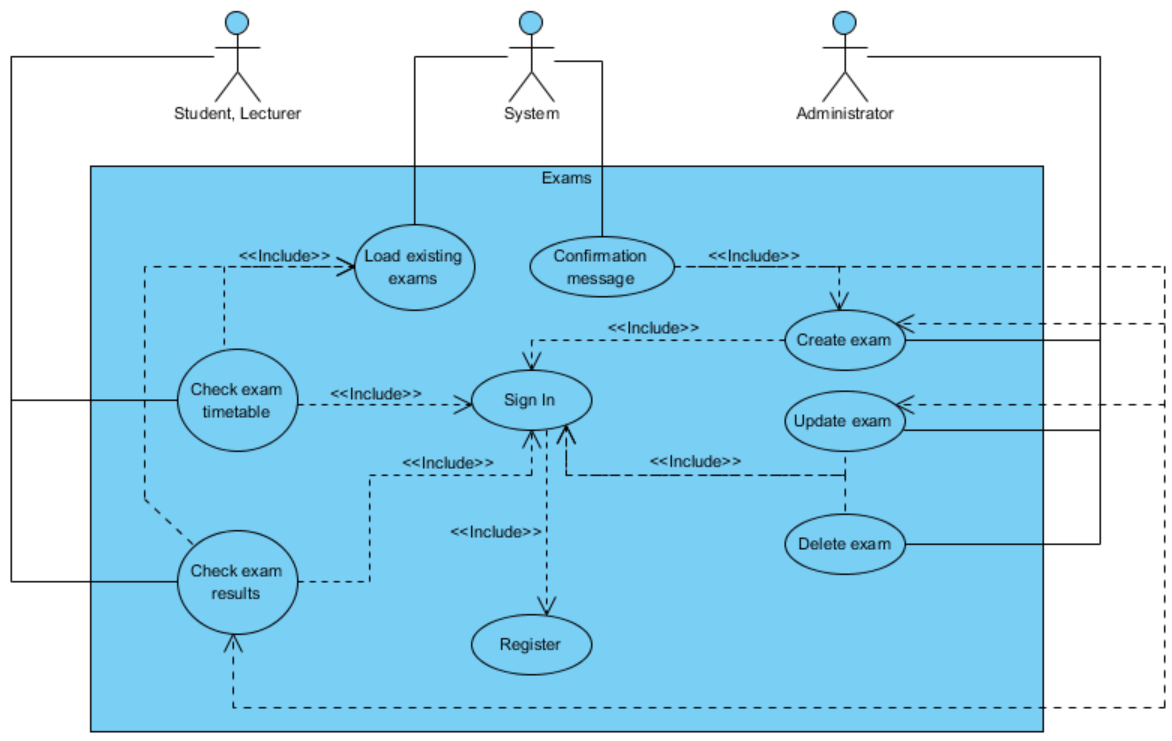 Student, Lecturer
System
Administrator
Exams
<<Include>>
Load existing
exams
Confirmation
message
<<Include>>
<<Include>>
Create exam
Check exam
timetable
<<Include>>
Sign In
Update exam
<<Include>>
<<Include>>
<<Include>>
Delete exam
Check exam
results
Register